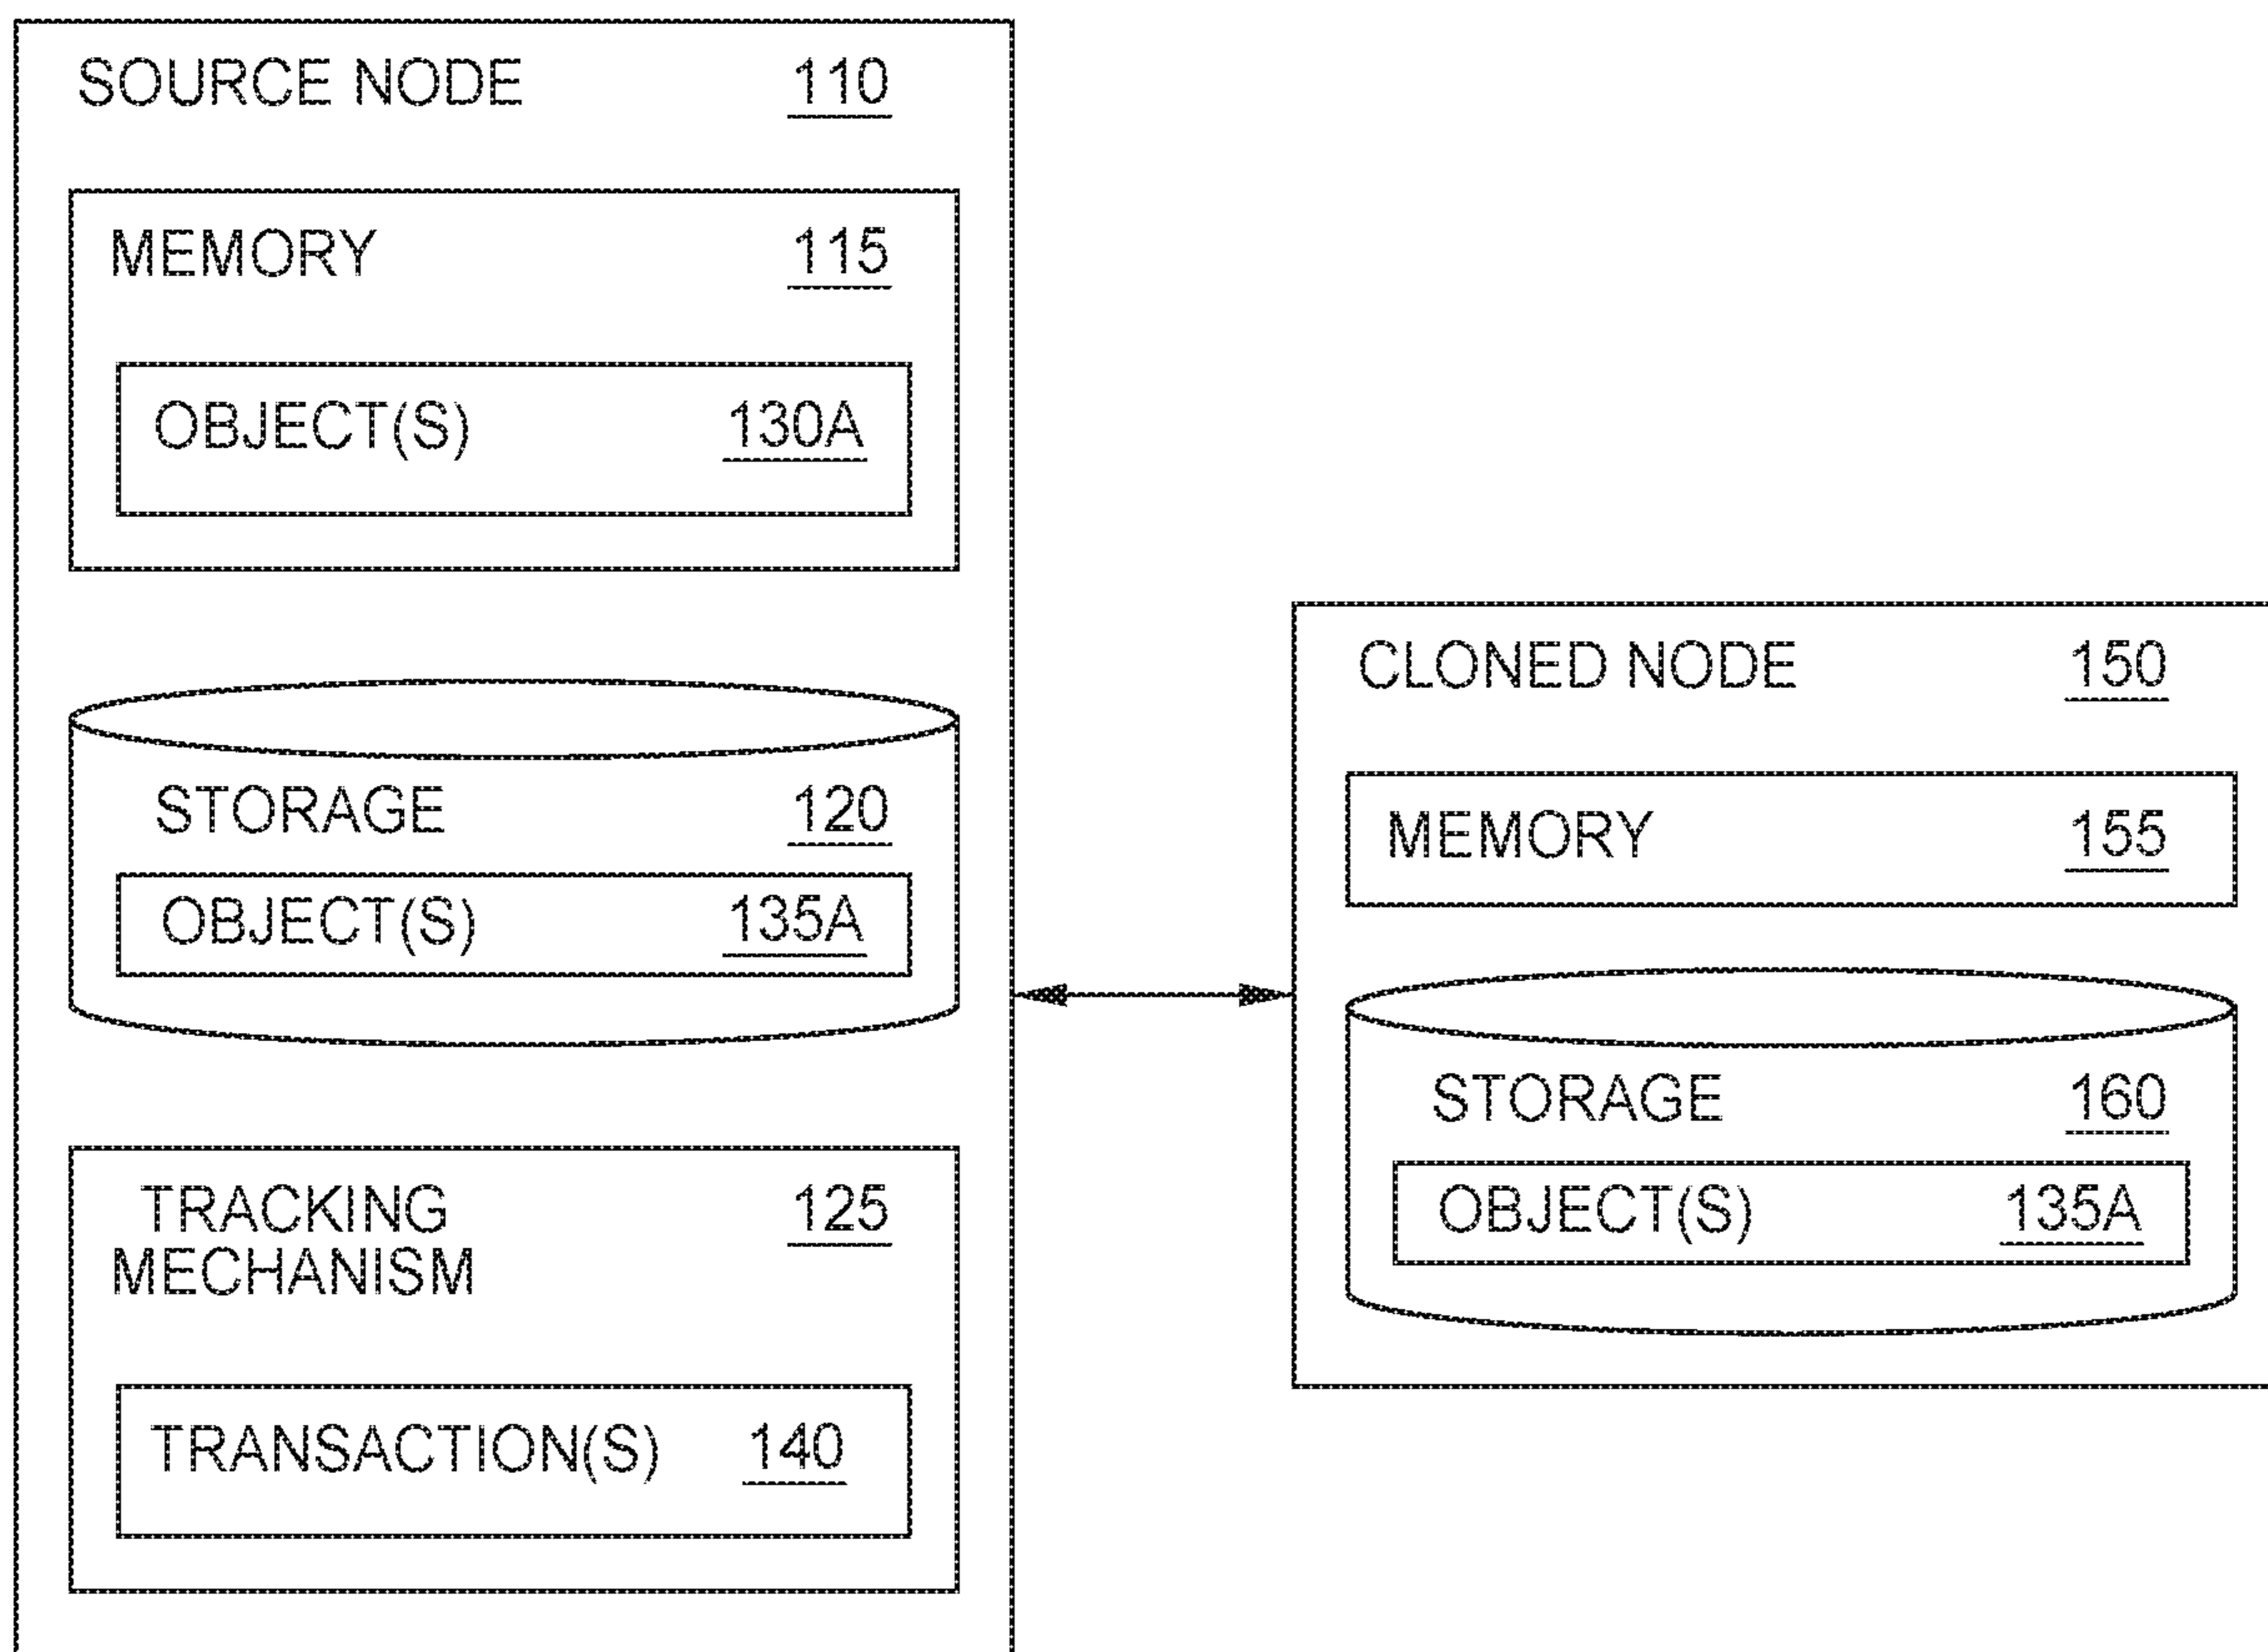 SOURCE NODE 110
MEMORY 115
OBJECT(S) 130A
STORAGE 120
OBJECT(S) 135A
TRACKING 125
MECHANISM
TRANSACTION(S) 140
CLONED NODE 150
MEMORY 155
STORAGE 160
OBJECT(S) 135A